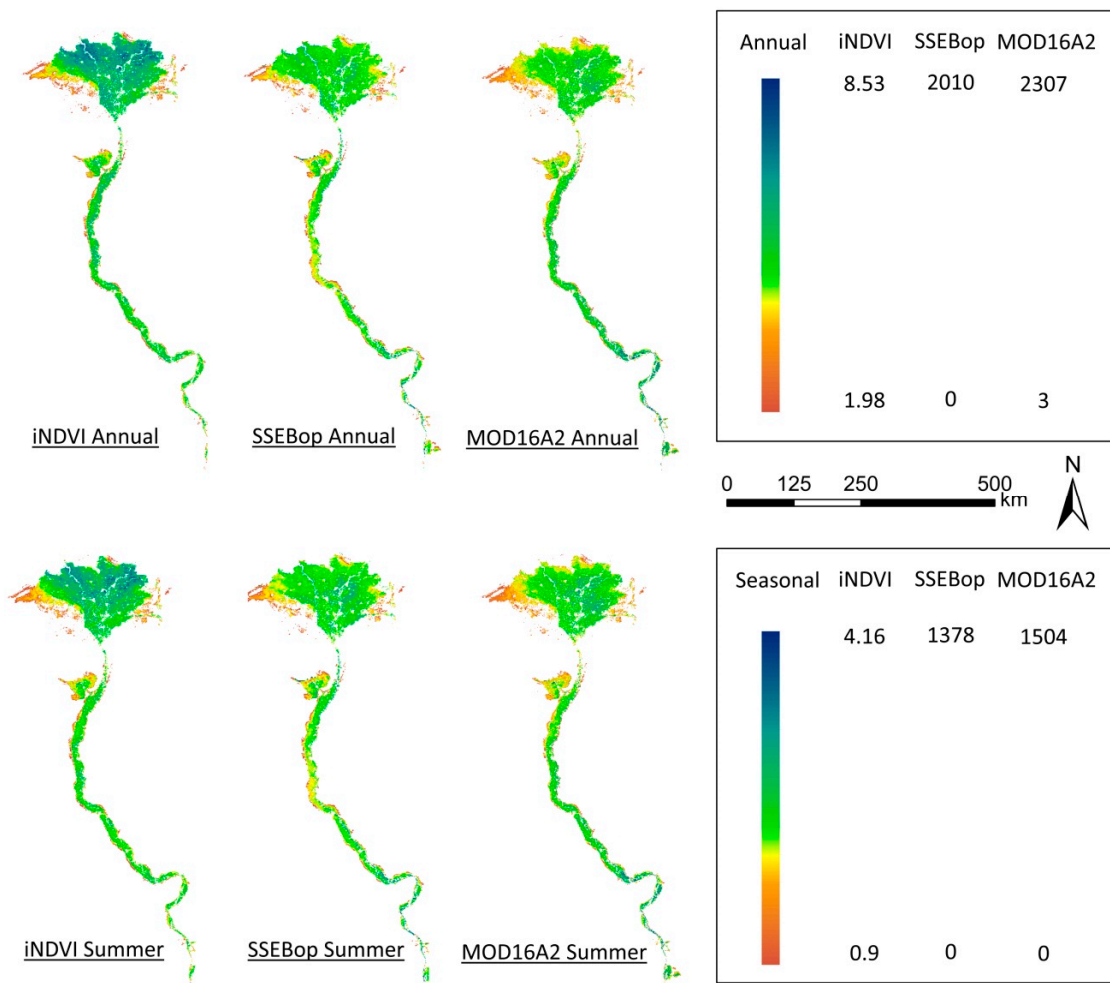 Annual iNDVI SSEBop MOD16A2
8.53 2010 2307
1.98 0 3
iNDVI Annual SSEBop Annual MOD16A2 Annual
N
0 125 250 500
km
Seasonal iNDVI SSEBop MOD16A2
4.16 1378 1504
0.9 0 0
iNDVI Summer SSEBop Summer MOD16A2 Summer